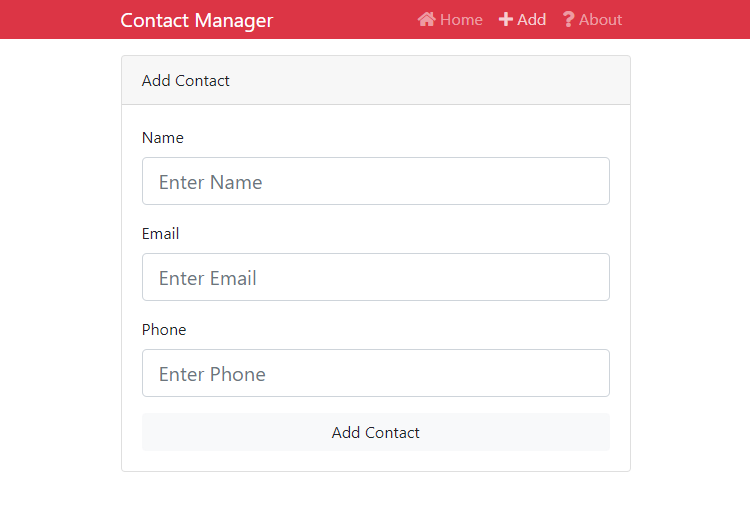 Contact Manager Home Add About
Add Contact
Name
Enter Name
Email
Enter Email
Phone
Enter Phone
Add Contact